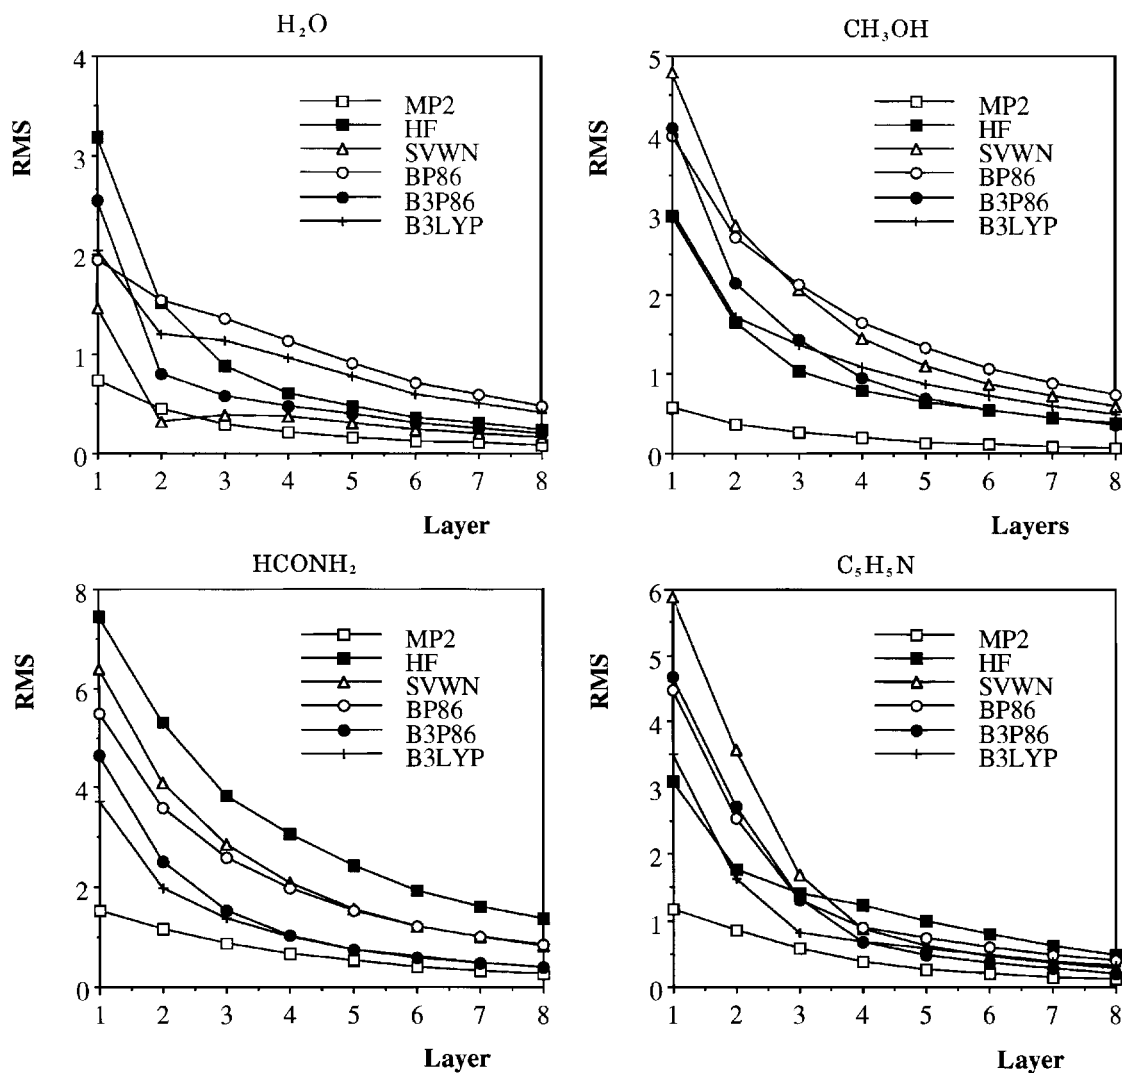 H₂O
4
3
2
1
0
RMS
MP2
HF
SVWN
BP86
B3P86
B3LYP
1 2 3 4 5 6 7 8
Layer
CH₃OH
5
4
3
2
1
0
RMS
MP2
HF
SVWN
BP86
B3P86
B3LYP
1 2 3 4 5 6 7 8
Layers
HCONH₂
8
6
4
2
0
RMS
MP2
HF
SVWN
BP86
B3P86
B3LYP
1 2 3 4 5 6 7 8
Layer
C₅H₅N
6
5
4
3
2
1
0
RMS
MP2
HF
SVWN
BP86
B3P86
B3LYP
1 2 3 4 5 6 7 8
Layer